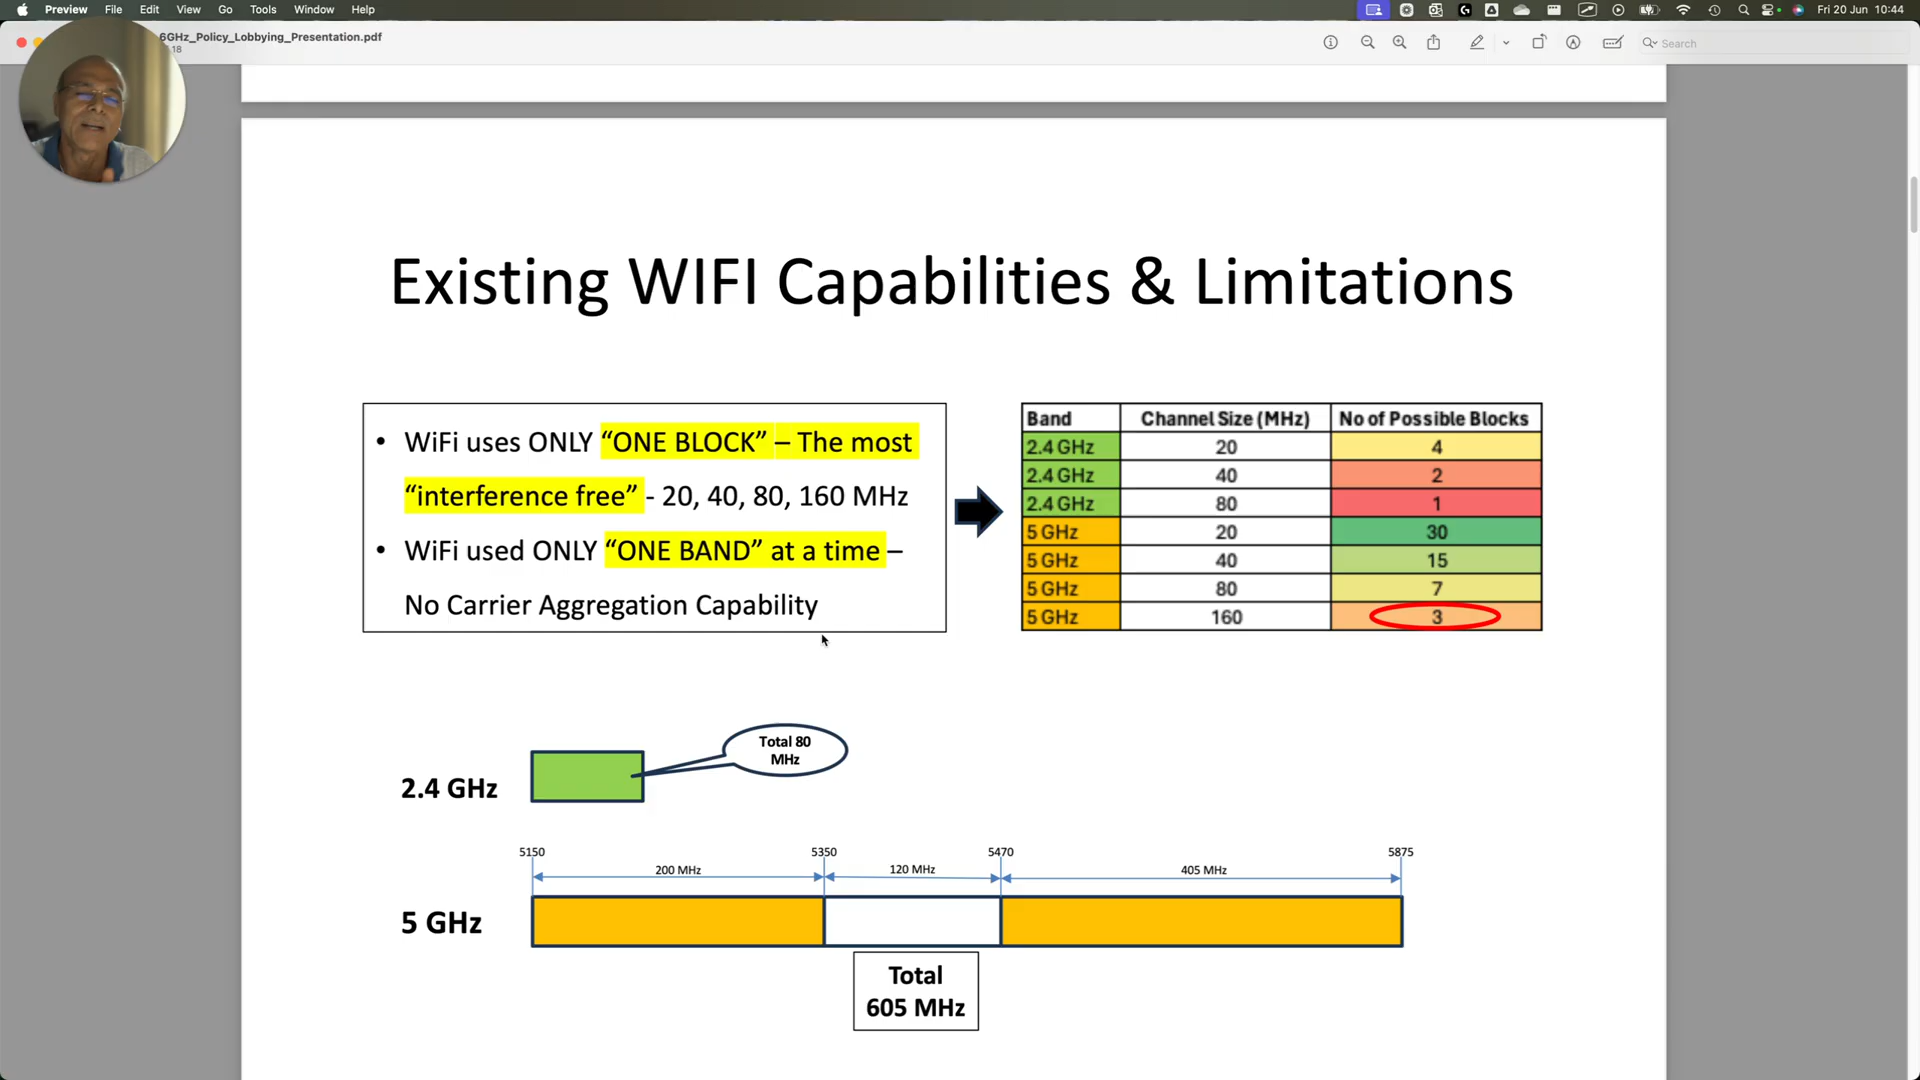 Preview File Edit View Go Tools Window Help
Fri 20 Jun 10:44
6GHz_Policy_Lobbying_Presentation.pdf
18
Search
Existing WIFI Capabilities & Limitations
• WiFi uses ONLY “ONE BLOCK” – The most
“interference free” - 20, 40, 80, 160 MHz
• WiFi used ONLY “ONE BAND” at a time –
No Carrier Aggregation Capability
Band Channel Size (MHz) No of Possible Blocks
2.4 GHz 20 4
2.4 GHz 40 2
2.4 GHz 80 1
5 GHz 20 30
5 GHz 40 15
5 GHz 80 7
5 GHz 160 3
Total 80
MHz
2.4 GHz
5150 5350 5470 5875
200 MHz 120 MHz 405 MHz
5 GHz
Total
605 MHz